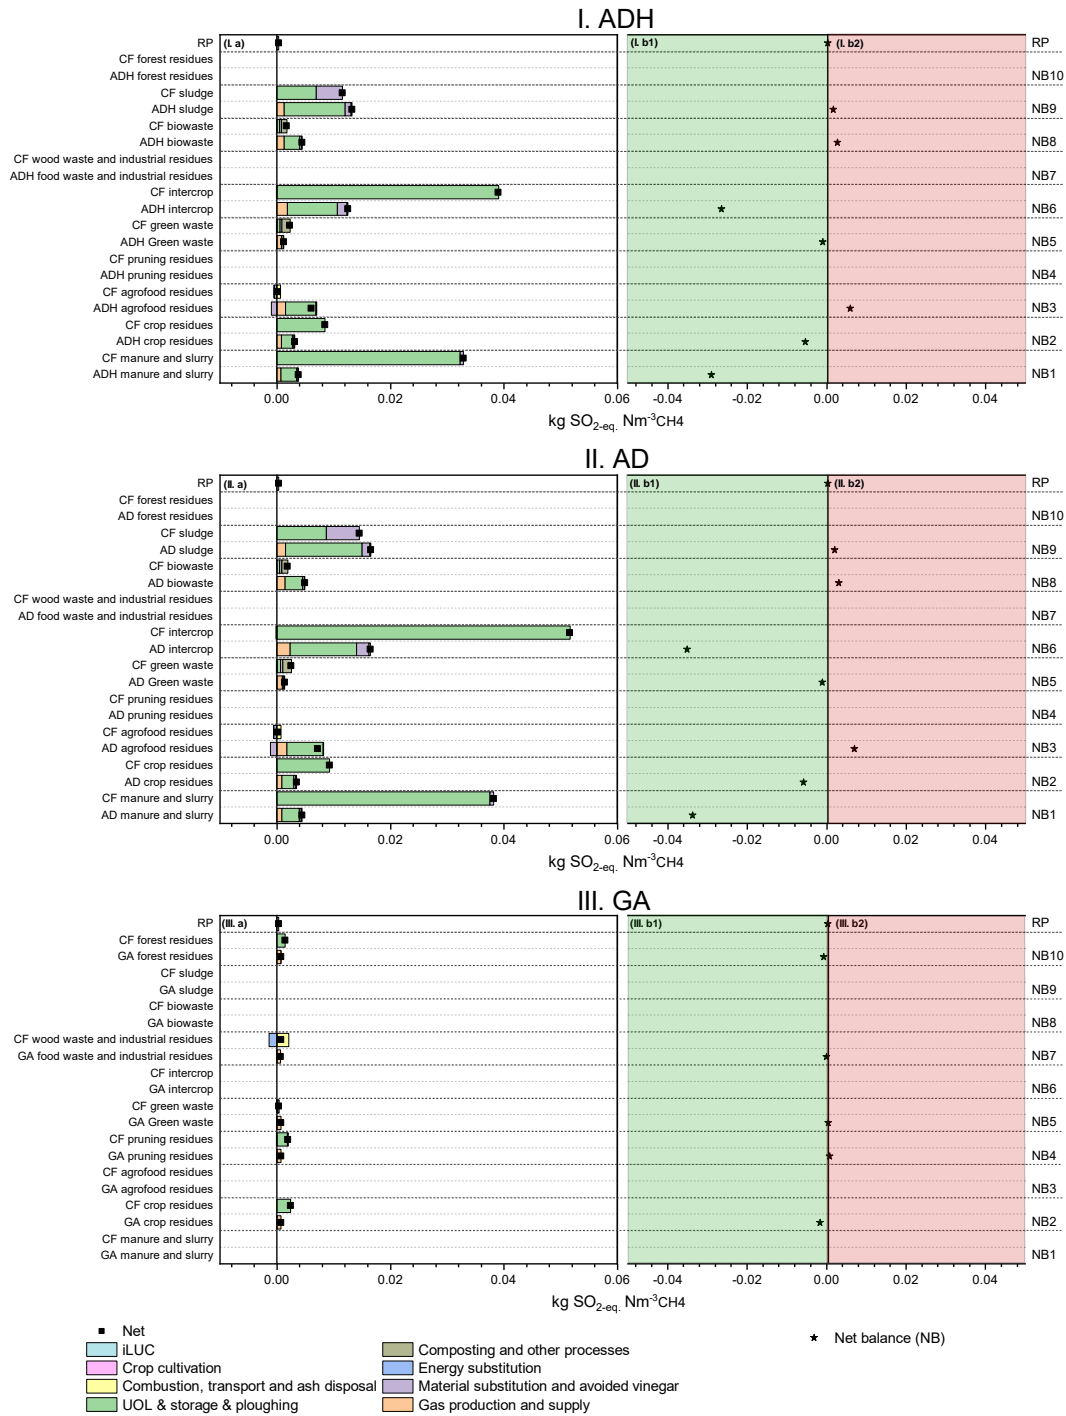 I. ADH
RP (I. a) (I. b1) (I. b2) RP
CF forest residues
ADH forest residues NB10
CF sludge
ADH sludge NB9
CF biowaste
ADH biowaste NB8
CF wood waste and industrial residues
ADH food waste and industrial residues NB7
CF intercrop
ADH intercrop NB6
CF green waste
ADH Green waste NB5
CF pruning residues
ADH pruning residues NB4
CF agrofood residues
ADH agrofood residues NB3
CF crop residues
ADH crop residues NB2
CF manure and slurry
ADH manure and slurry NB1
0.00 0.02 0.04 0.06 -0.04 -0.02 0.00 0.02 0.04
kg SO2-eq. Nm-3CH4
II. AD
RP (II. a) (II. b1) (II. b2) RP
CF forest residues
AD forest residues NB10
CF sludge
AD sludge NB9
CF biowaste
AD biowaste NB8
CF wood waste and industrial residues
AD food waste and industrial residues NB7
CF intercrop
AD intercrop NB6
CF green waste
AD Green waste NB5
CF pruning residues
AD pruning residues NB4
CF agrofood residues
AD agrofood residues NB3
CF crop residues
AD crop residues NB2
CF manure and slurry
AD manure and slurry NB1
0.00 0.02 0.04 0.06 -0.04 -0.02 0.00 0.02 0.04
kg SO2-eq. Nm-3CH4
III. GA
RP (III. a) (III. b1) (III. b2) RP
CF forest residues
GA forest residues NB10
CF sludge
GA sludge NB9
CF biowaste
GA biowaste NB8
CF wood waste and industrial residues
GA food waste and industrial residues NB7
CF intercrop
GA intercrop NB6
CF green waste
GA Green waste NB5
CF pruning residues
GA pruning residues NB4
CF agrofood residues
GA agrofood residues NB3
CF crop residues
GA crop residues NB2
CF manure and slurry
GA manure and slurry NB1
0.00 0.02 0.04 0.06 -0.04 -0.02 0.00 0.02 0.04
kg SO2-eq. Nm-3CH4
Net Net balance (NB)
iLUC Composting and other processes
Crop cultivation Energy substitution
Combustion, transport and ash disposal Material substitution and avoided vinegar
UOL & storage & ploughing Gas production and supply